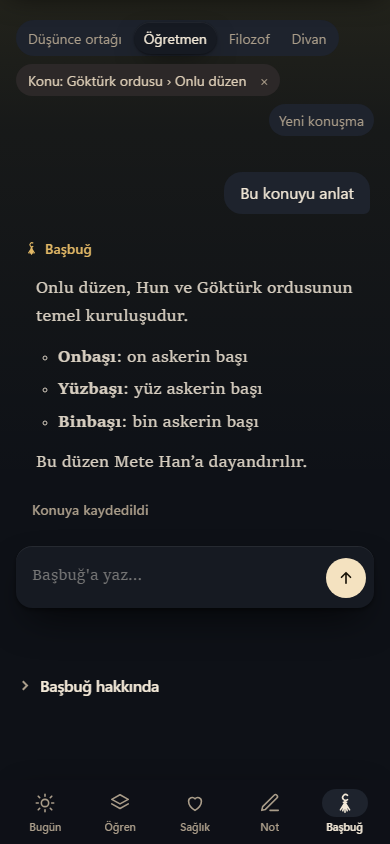 Düşünce ortağı Öğretmen Filozof Divan
Konu: Göktürk ordusu › Onlu düzen ×
Yeni konuşma
Bu konuyu anlat
Başbuğ
Onlu düzen, Hun ve Göktürk ordusunun
temel kuruluşudur.
Onbaşı: on askerin başı
Yüzbaşı: yüz askerin başı
Binbaşı: bin askerin başı
Bu düzen Mete Han’a dayandırılır.
Konuya kaydedildi
Başbuğ'a yaz...
Başbuğ hakkında
Bugün Öğren Sağlık Not Başbuğ